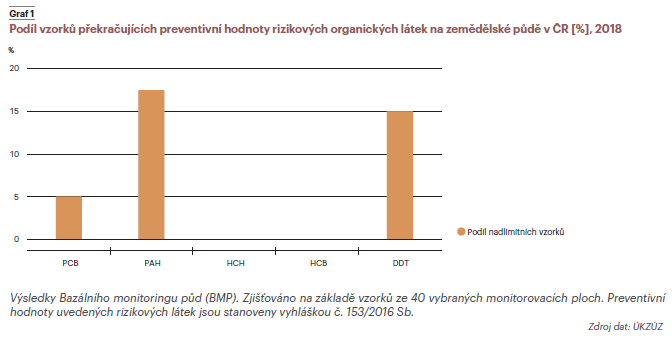 Graf 1
Podíl vzorků překračujících preventivní hodnoty rizikových organických látek na zemědělské půdě v ČR [%], 2018
%
20
15
10
5
0
PCB PAH HCH HCB DDT
Podíl nadlimitních vzorků
Výsledky Bazálního monitoringu půd (BMP). Zjišťováno na základě vzorků ze 40 vybraných monitorovacích ploch. Preventivní
hodnoty uvedených rizikových látek jsou stanoveny vyhláškou č. 153/2016 Sb.
Zdroj dat: ÚKZÚZ